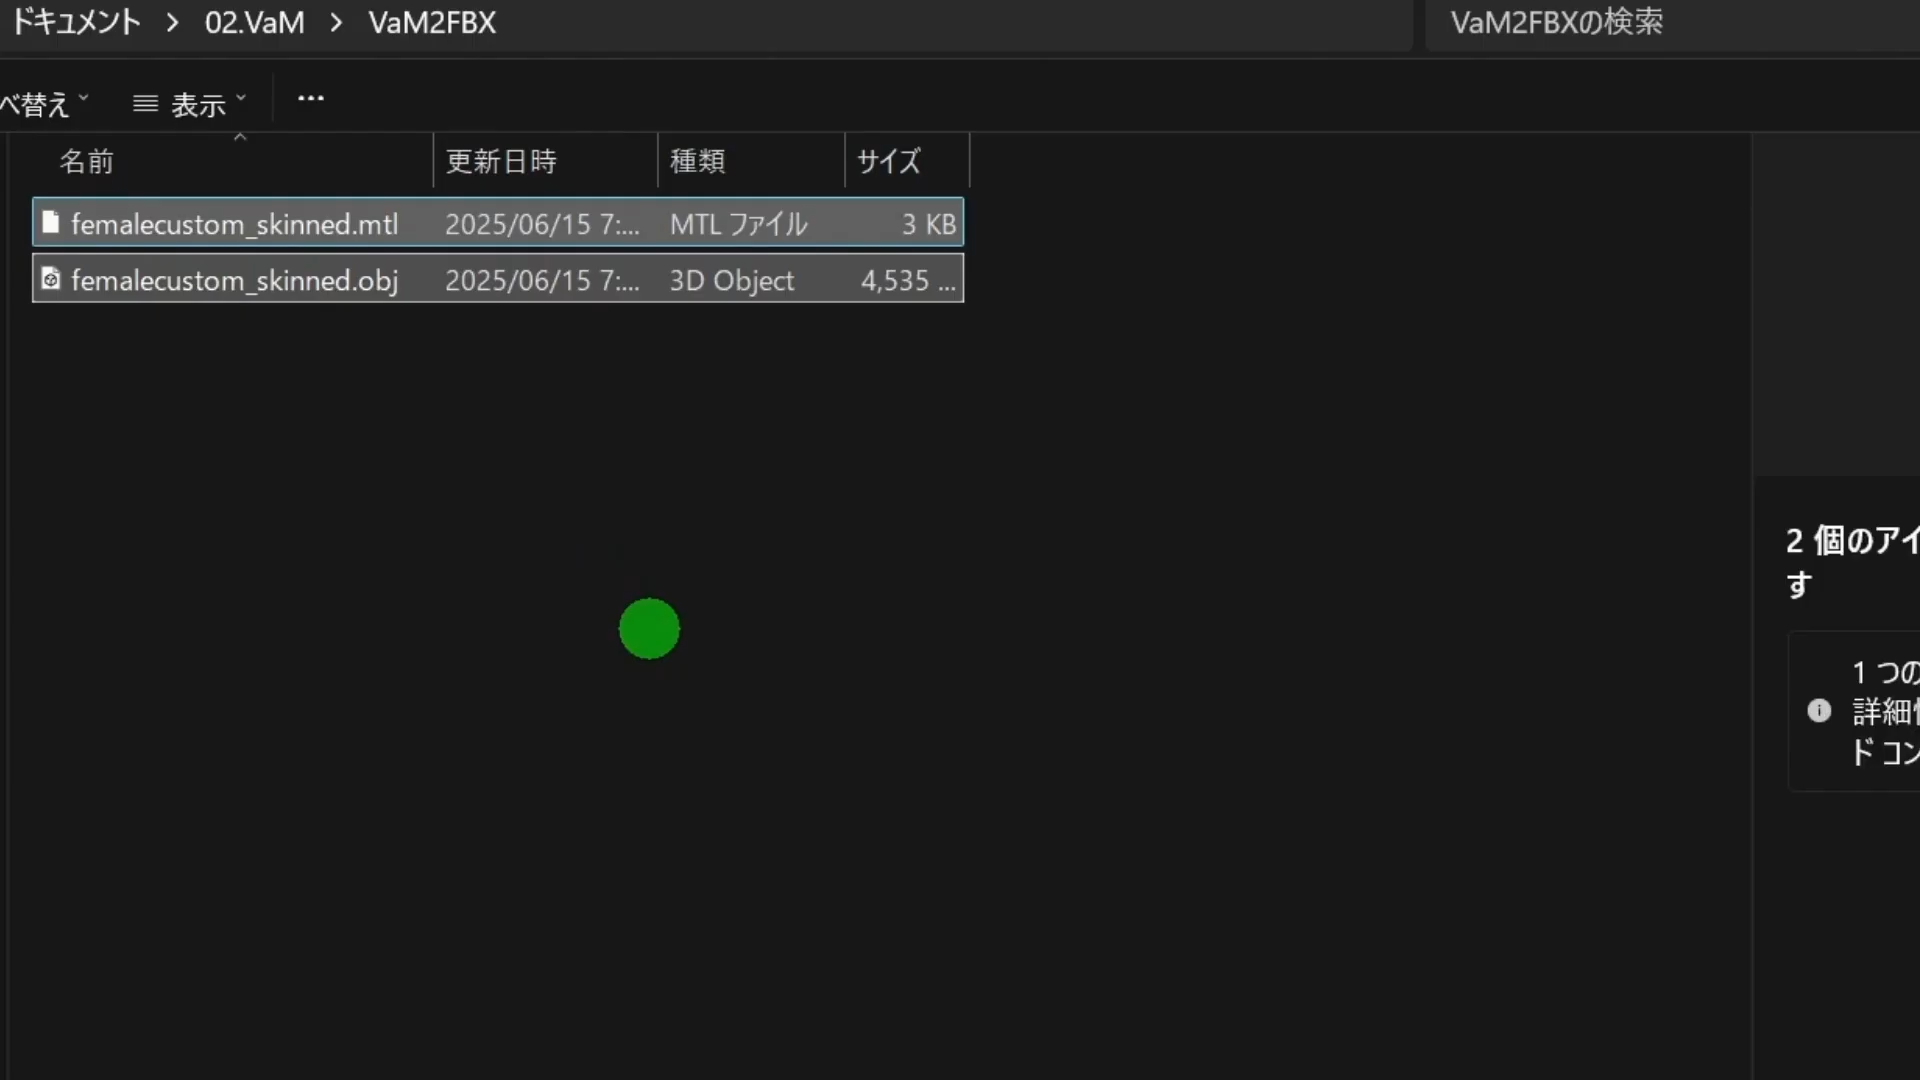 ドキュメント > 02.VaM > VaM2FBX
VaM2FBXの検索
べ替え 表示 ...
名前 更新日時 種類 サイズ
femalecustom_skinned.mtl 2025/06/15 7:... MTL ファイル 3 KB
femalecustom_skinned.obj 2025/06/15 7:... 3D Object 4,535 ...
2 個のアイ
す
1 つの
詳細
ド コン